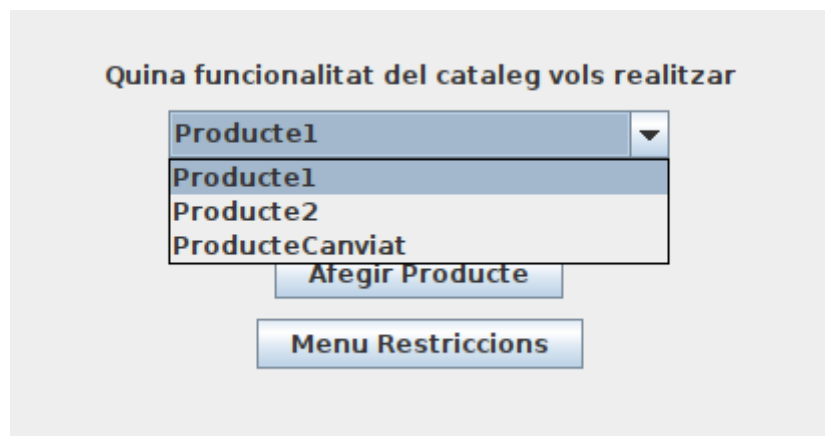 Quina funcionalitat del cataleg vols realitzar
Producte1
Producte1
Producte2
ProducteCanviat
Afegir Producte
Menu Restriccions